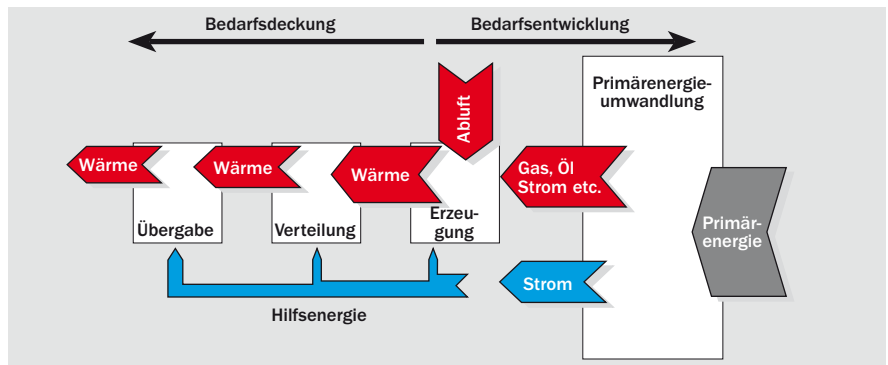 Bedarfsdeckung
Bedarfsentwicklung
Primärenergie-
umwandlung
Abluft
Wärme
Wärme
Wärme
Gas, Öl
Strom etc.
Übergabe
Verteilung
Erzeu-
gung
Primär-
energie
Strom
Hilfsenergie